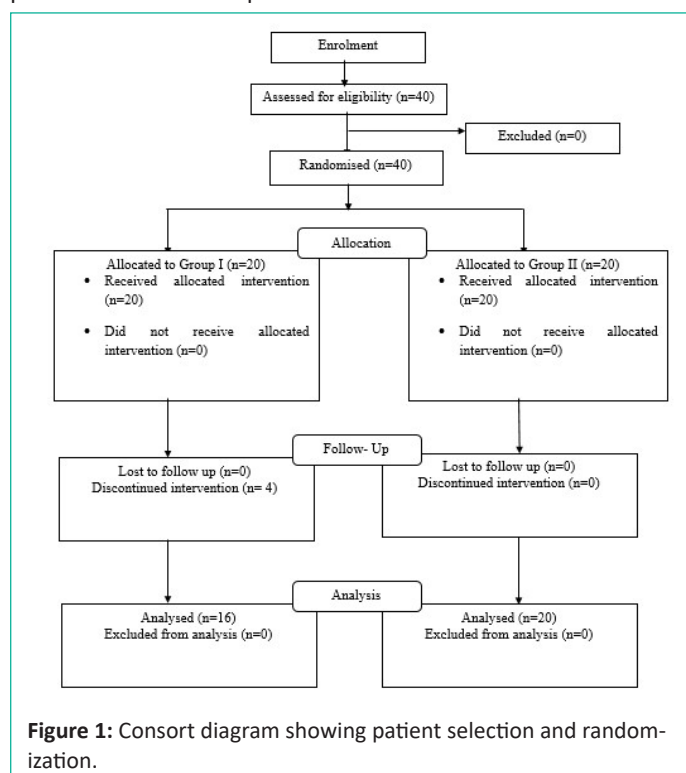 Enrolment
Assessed for eligibility (n=40)
Excluded (n=0)
Randomised (n=40)
Allocation
Allocated to Group I (n=20)
• Received allocated intervention
(n=20)
• Did not receive allocated
intervention (n=0)
Allocated to Group II (n=20)
• Received allocated intervention
(n=20)
• Did not receive allocated
intervention (n=0)
Follow- Up
Lost to follow up (n=0)
Discontinued intervention (n= 4)
Lost to follow up (n=0)
Discontinued intervention (n=0)
Analysis
Analysed (n=16)
Excluded from analysis (n=0)
Analysed (n=20)
Excluded from analysis (n=0)
Figure 1: Consort diagram showing patient selection and random-
ization.